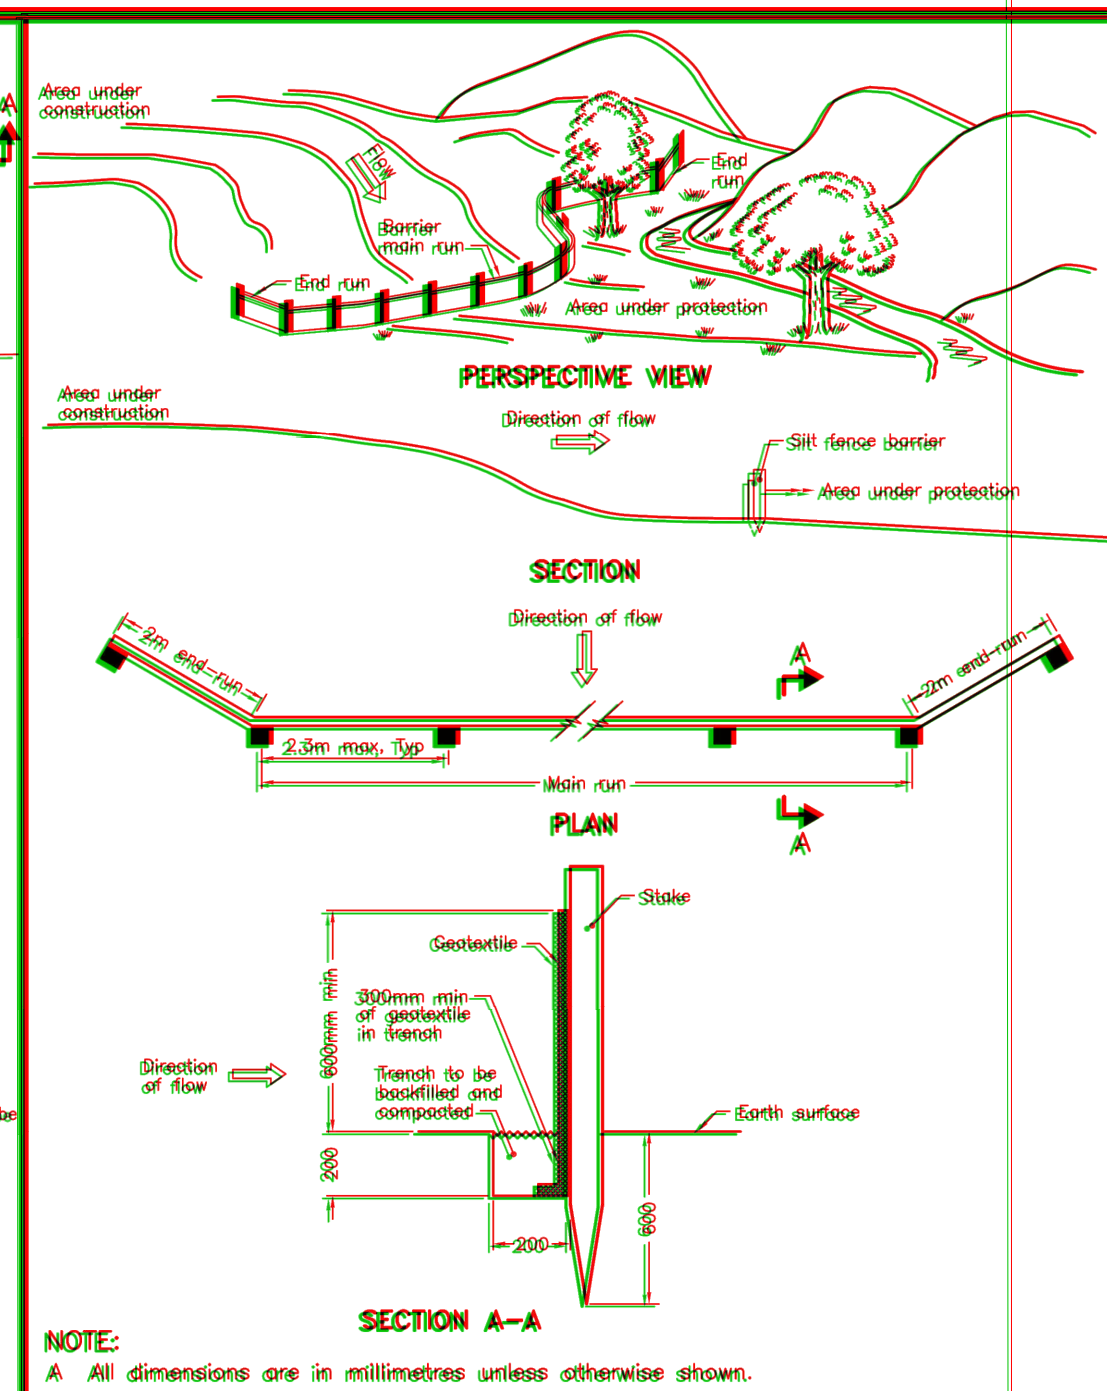 A
Area under
construction
Flow
End
run
Barrier
main run
End run
Area under protection
PERSPECTIVE VIEW
Area under
construction
Direction of flow
Silt fence barrier
Area under protection
SECTION
Direction of flow
2m end-run
A
2m end-run
2.3m max, Typ
Main run
PLAN
A
Stake
Geotextile
600mm min
300mm min
of geotextile
in trench
Direction
of flow
Trench to be
backfilled and
compacted
Earth surface
be
200
600
200
SECTION A-A
NOTE:
A All dimensions are in millimetres unless otherwise shown.